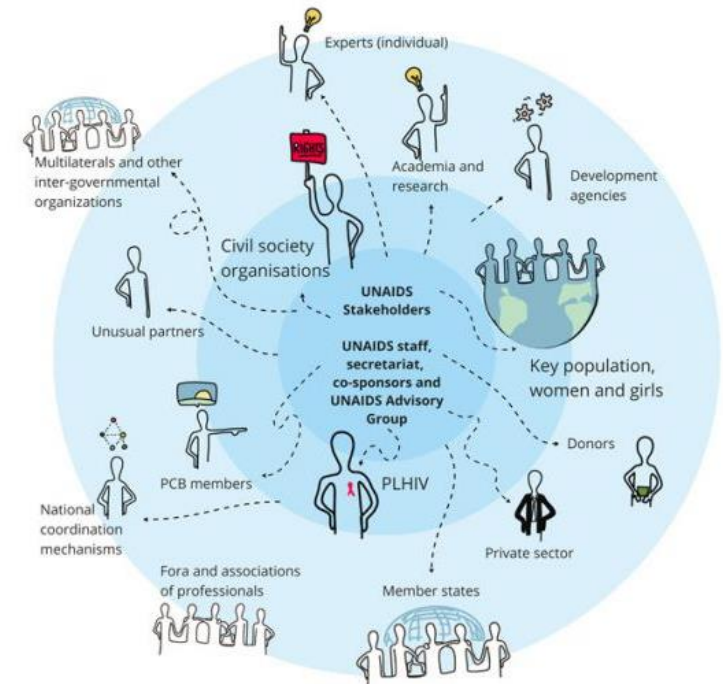 Experts (individual)
RIGHTS
Academia and
research
Development
agencies
Multilaterals and other
inter-governmental
organizations
Civil society
organisations
UNAIDS
Stakeholders
Unusual partners
UNAIDS staff,
secretariat,
co-sponsors and
UNAIDS Advisory
Group
Key population,
women and girls
Donors
PCB members
PLHIV
National
coordination
mechanisms
Private sector
Fora and associations
of professionals
Member states